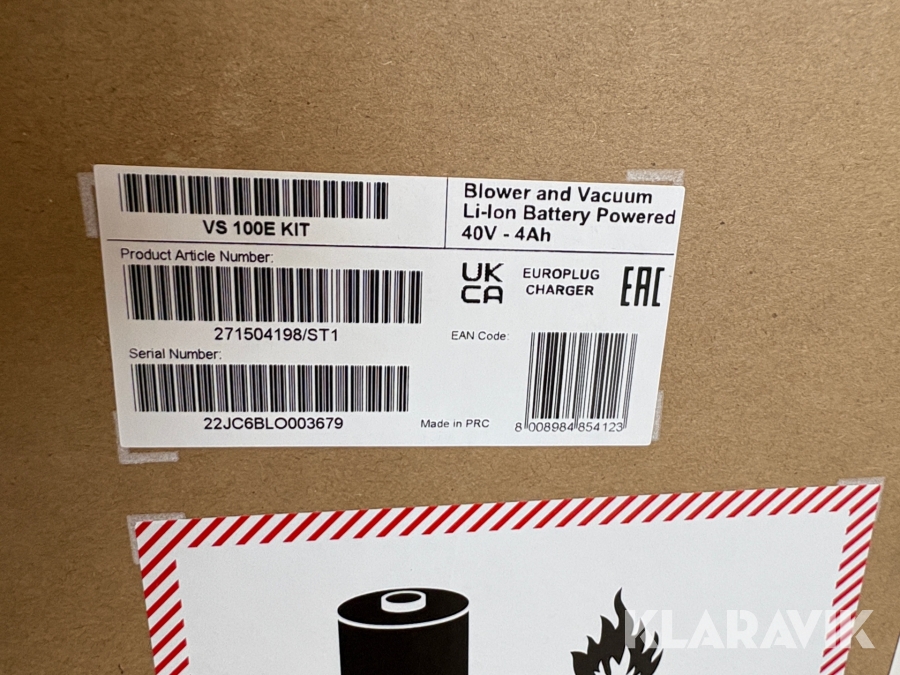 VS 100E KIT
Blower and Vacuum
Li-Ion Battery Powered
40V - 4Ah
Product Article Number:
271504198/ST1
UK
CA
EUROPLUG
CHARGER
EAC
EAN Code:
Serial Number:
22JC6BLO003679
Made in PRC
8 008984 854123
KLARAVIK